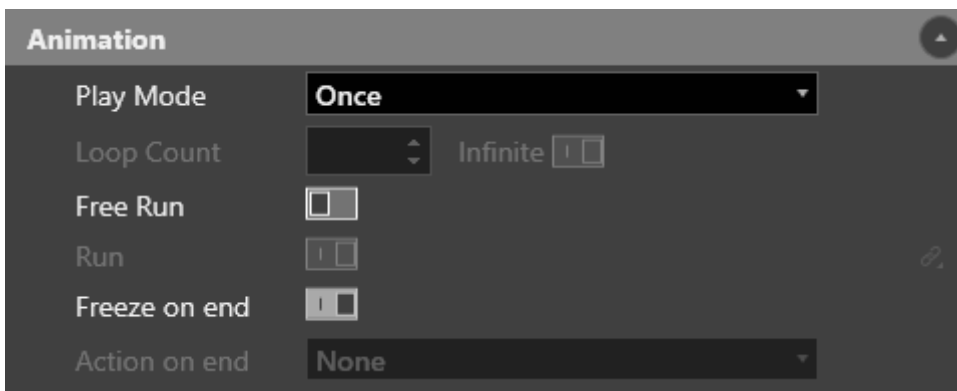 Animation
Play Mode Once
Loop Count Infinite
Free Run
Run
Freeze on end
Action on end None